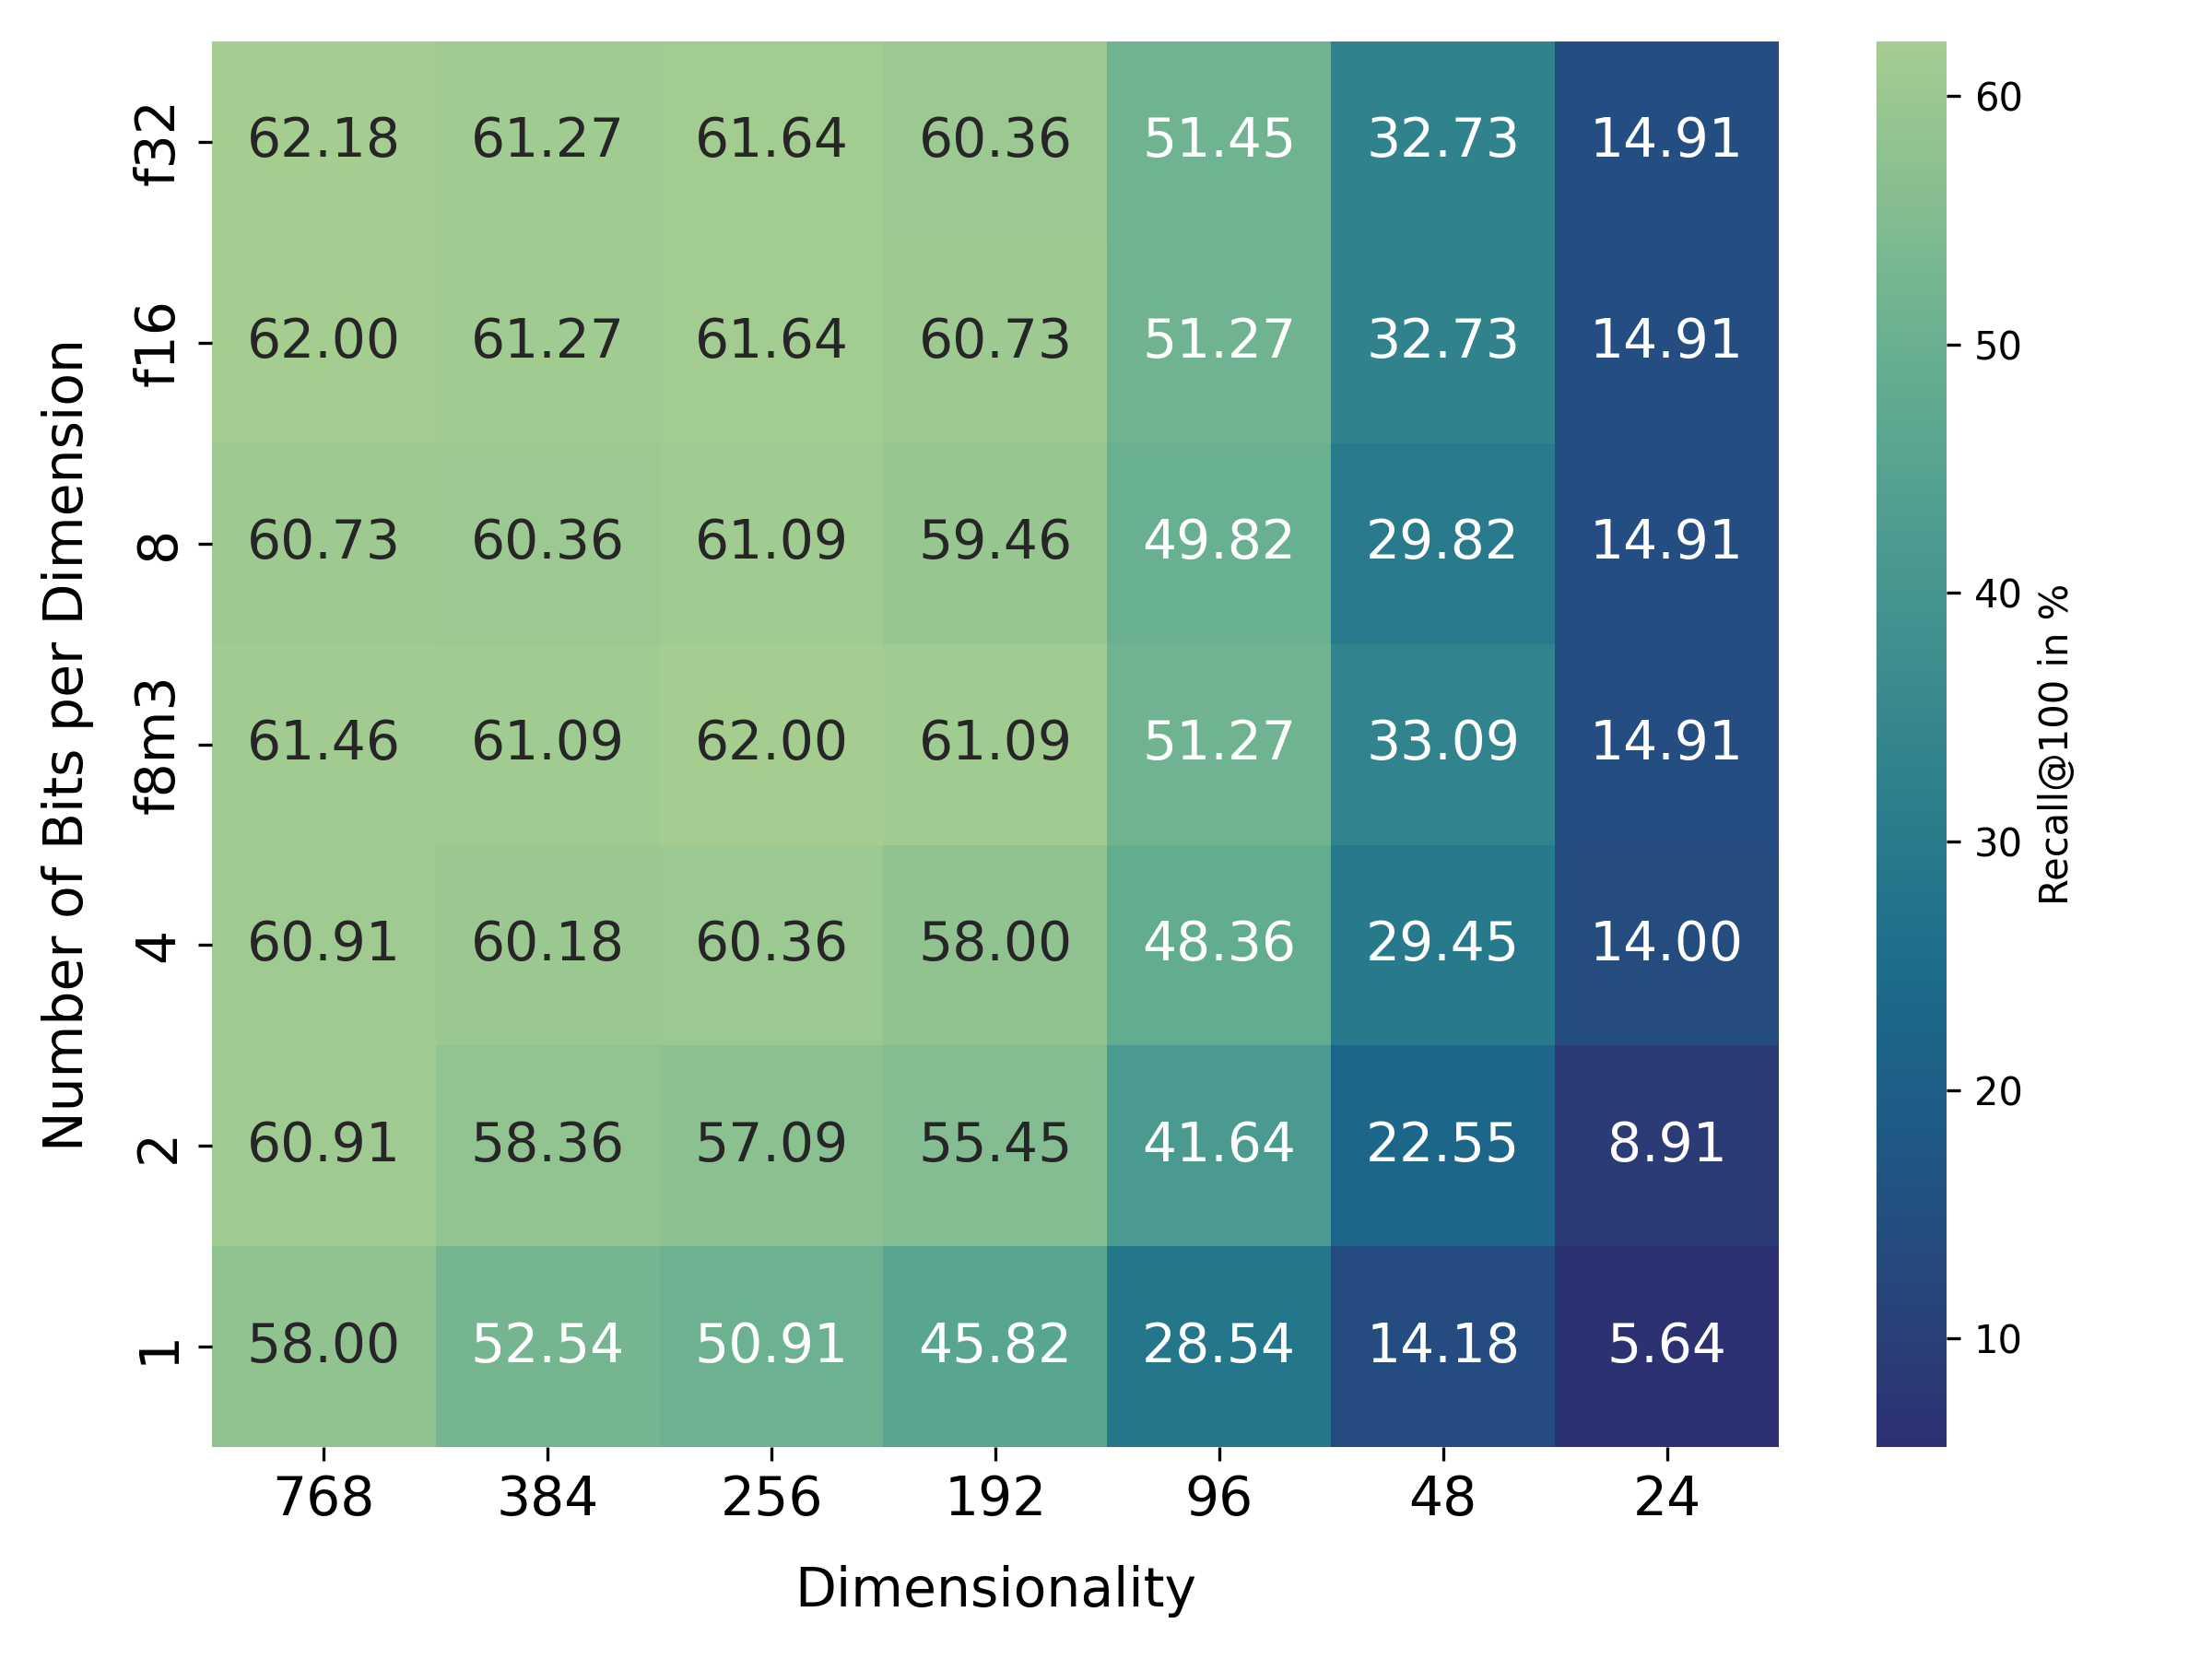 Number of Bits per Dimension
f32 62.18 61.27 61.64 60.36 51.45 32.73 14.91
f16 62.00 61.27 61.64 60.73 51.27 32.73 14.91
8 60.73 60.36 61.09 59.46 49.82 29.82 14.91
f8m3 61.46 61.09 62.00 61.09 51.27 33.09 14.91
4 60.91 60.18 60.36 58.00 48.36 29.45 14.00
2 60.91 58.36 57.09 55.45 41.64 22.55 8.91
1 58.00 52.54 50.91 45.82 28.54 14.18 5.64
768 384 256 192 96 48 24
Dimensionality
60
50
40
30
20
10
Recall@100 in %